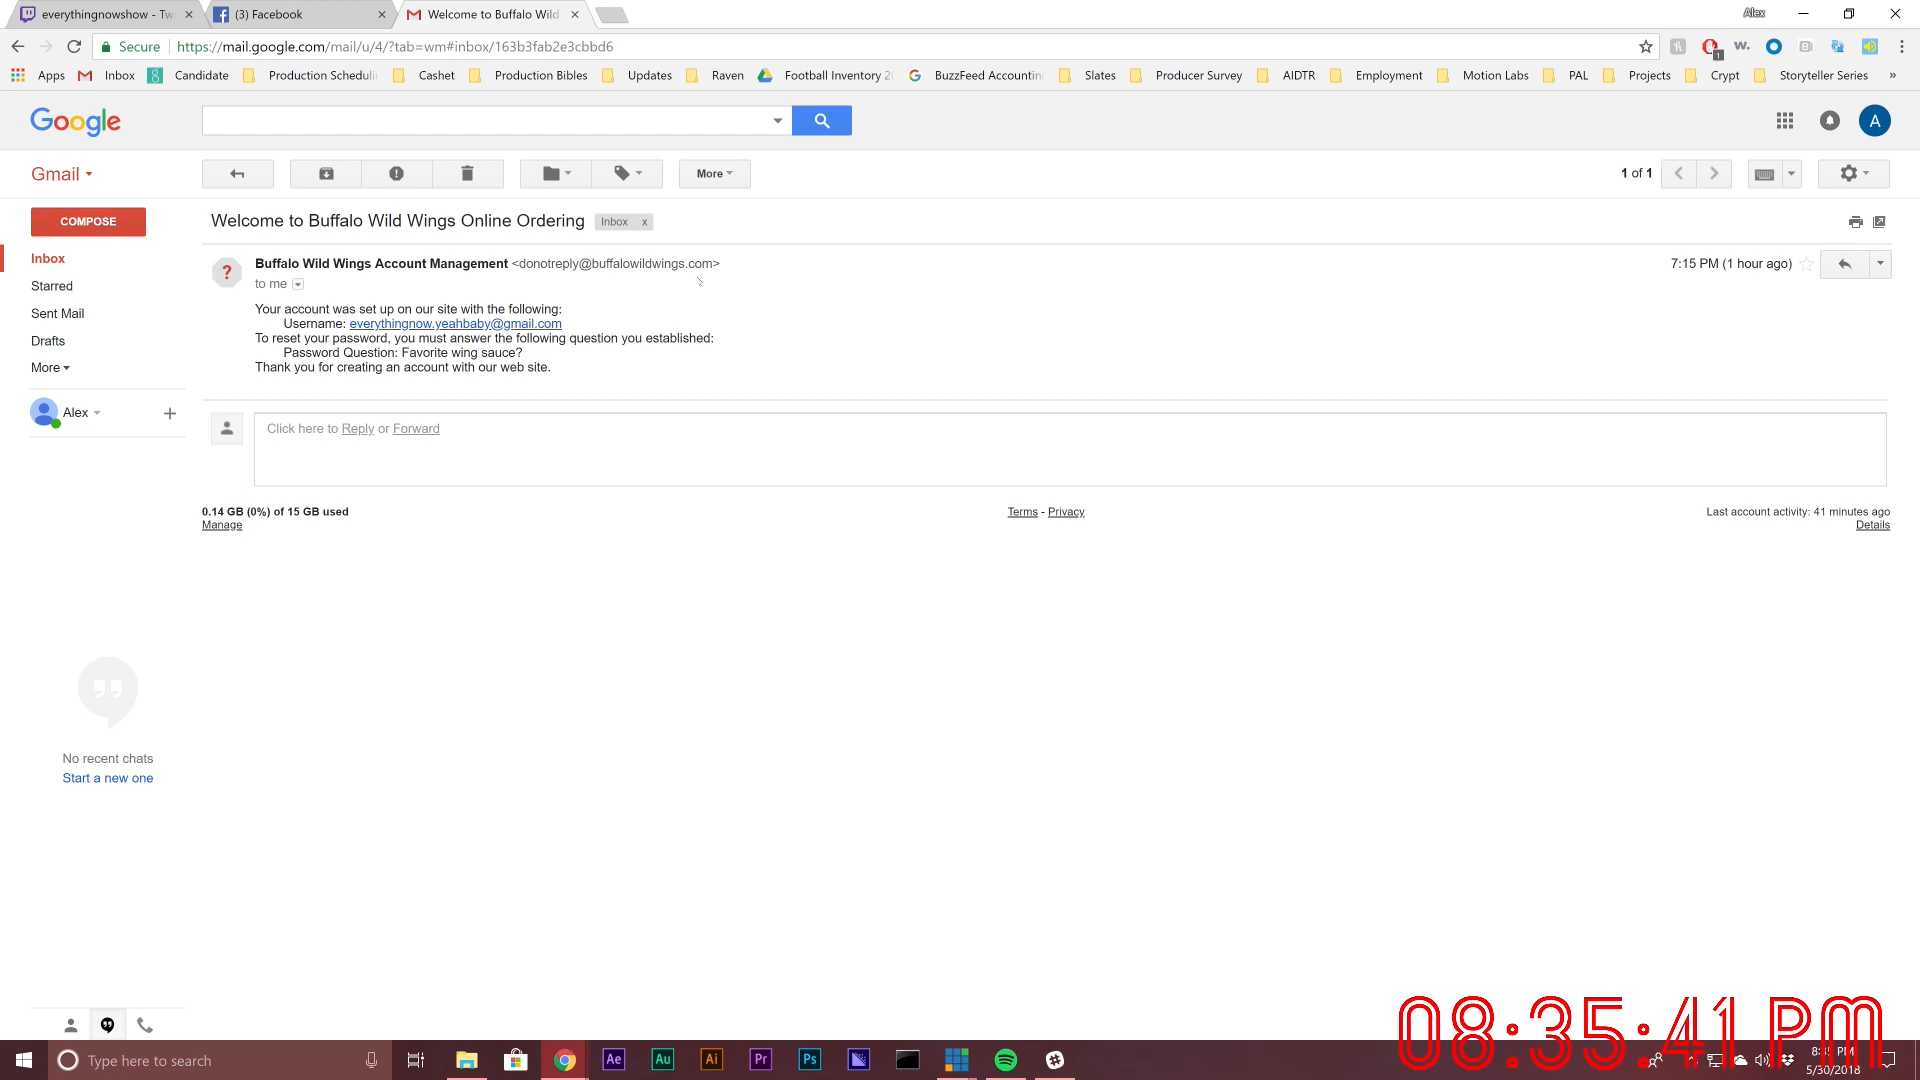 everythingnowshow - Tw
(3) Facebook
Welcome to Buffalo Wild
Alex
Secure
https://mail.google.com/mail/u/4/?tab=wm#inbox/163b3fab2e3cbbd6
Apps
Inbox
Candidate
Production Scheduli
Cashet
Production Bibles
Updates
Raven
Football Inventory 2
BuzzFeed Accountin
Slates
Producer Survey
AIDTR
Employment
Motion Labs
PAL
Projects
Crypt
Storyteller Series
»
Google
A
Gmail
More
1 of 1
COMPOSE
Inbox
Starred
Sent Mail
Drafts
More
Alex
Welcome to Buffalo Wild Wings Online Ordering
Inbox x
Buffalo Wild Wings Account Management <donotreply@buffalowildwings.com>
7:15 PM (1 hour ago)
to me
Your account was set up on our site with the following:
Username: everythingnow.yeahbaby@gmail.com
To reset your password, you must answer the following question you established:
Password Question: Favorite wing sauce?
Thank you for creating an account with our web site.
Click here to Reply or Forward
0.14 GB (0%) of 15 GB used
Manage
Terms - Privacy
Last account activity: 41 minutes ago
Details
No recent chats
Start a new one
08:35:41 PM
Type here to search
Ae
Au
Ai
Pr
Ps
5/30/2018